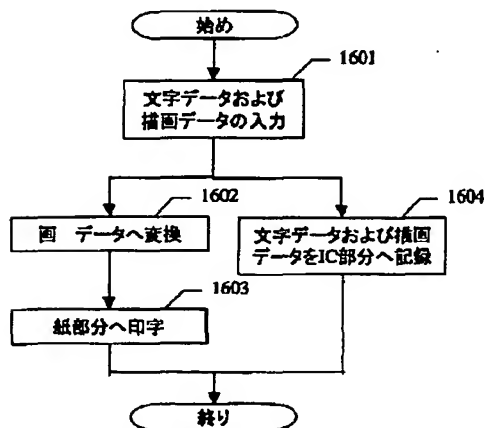 始め
1601
文字データおよび
描画データの入力
1602
1604
画 データへ変換
文字データおよび描画
データをIC部分へ記録
1603
紙部分へ印字
終り